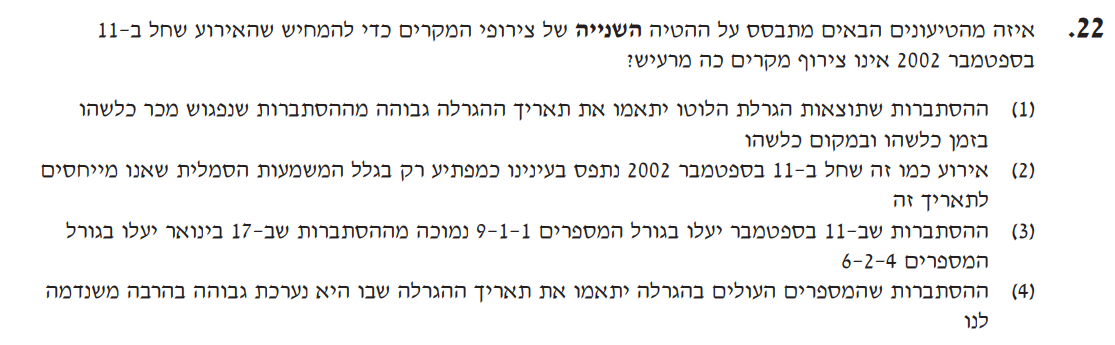 22. איזה מהטיעונים הבאים מתבסס על ההטיה השנייה של צירופי המקרים כדי להמחיש שהאירוע שחל ב-11
בספטמבר 2002 אינו צירוף מקרים כה מרעיש?
(1) ההסתברות שתוצאות הגרלת הלוטו יתאמו את תאריך ההגרלה גבוהה מההסתברות שנפגוש מכר כלשהו
בזמן כלשהו ובמקום כלשהו
(2) אירוע כמו זה שחל ב-11 בספטמבר 2002 נתפס בעינינו כמפתיע רק בגלל המשמעות הסמלית שאנו מייחסים
לתאריך זה
(3) ההסתברות שב-11 בספטמבר יעלו בגורל המספרים 9-1-1 נמוכה מההסתברות שב-17 בינואר יעלו בגורל
המספרים 6-2-4
(4) ההסתברות שהמספרים העולים בהגרלה יתאמו את תאריך ההגרלה שבו היא נערכת גבוהה בהרבה משנדמה
לנו